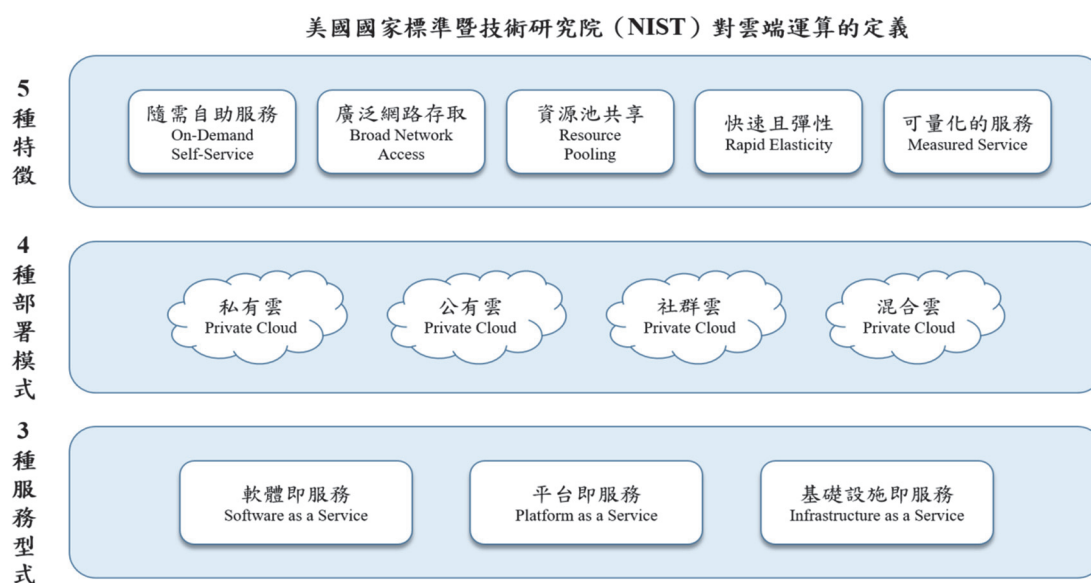 美國國家標準暨技術研究院（NIST）對雲端運算的定義
5種特徵
隨需自助服務
On-Demand
Self-Service
廣泛網路存取
Broad Network
Access
資源池共享
Resource
Pooling
快速且彈性
Rapid Elasticity
可量化的服務
Measured Service
4種部署模式
私有雲
Private Cloud
公有雲
Private Cloud
社群雲
Private Cloud
混合雲
Private Cloud
3種服務型式
軟體即服務
Software as a Service
平台即服務
Platform as a Service
基礎設施即服務
Infrastructure as a Service